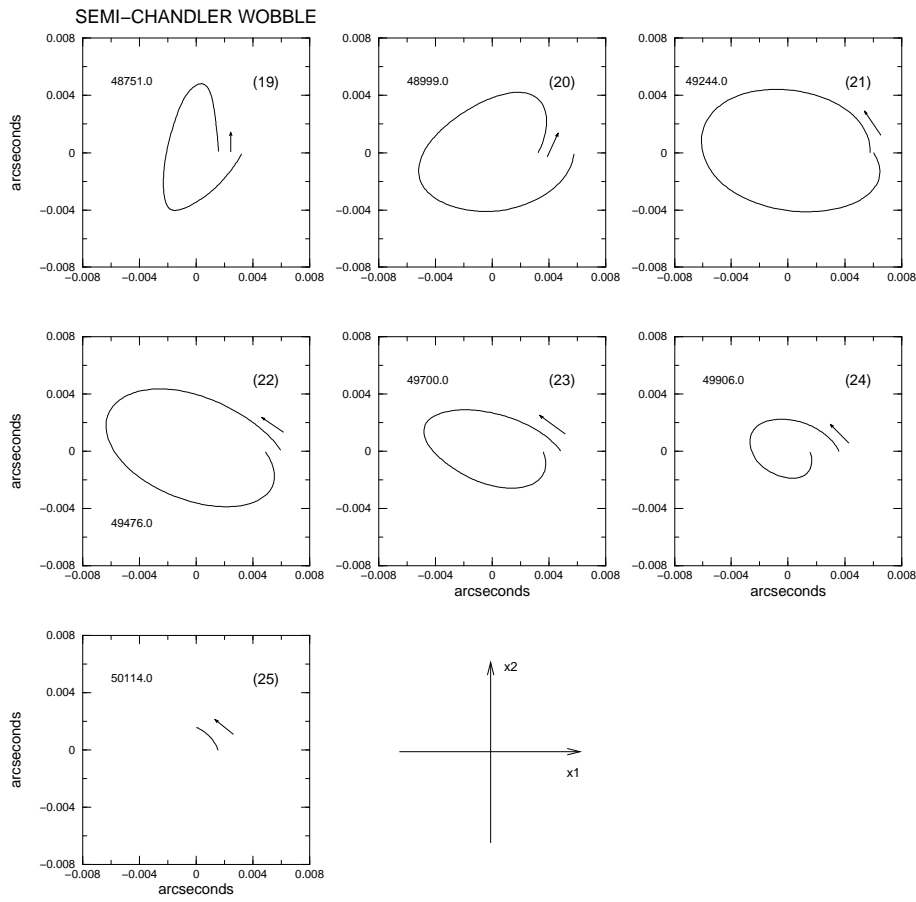 SEMI−CHANDLER WOBBLE
0.008 0.008 0.008
48751.0 (19) 48999.0 (20) 49244.0 (21)
0.004 0.004 0.004
arcseconds
0 0 0
−0.004 −0.004 −0.004
−0.008 −0.008 −0.008
−0.008 −0.004 0 0.004 0.008 −0.008 −0.004 0 0.004 0.008 −0.008 −0.004 0 0.004 0.008
0.008 0.008 0.008
(22) 49700.0 (23) 49906.0 (24)
0.004 0.004 0.004
arcseconds
0 0 0
−0.004 −0.004 −0.004
49476.0
−0.008 −0.008 −0.008
−0.008 −0.004 0 0.004 0.008 −0.008 −0.004 0 0.004 0.008 −0.008 −0.004 0 0.004 0.008
arcseconds arcseconds
0.008
50114.0 (25) x2
0.004
arcseconds
0
x1
−0.004
−0.008
−0.008 −0.004 0 0.004 0.008
arcseconds